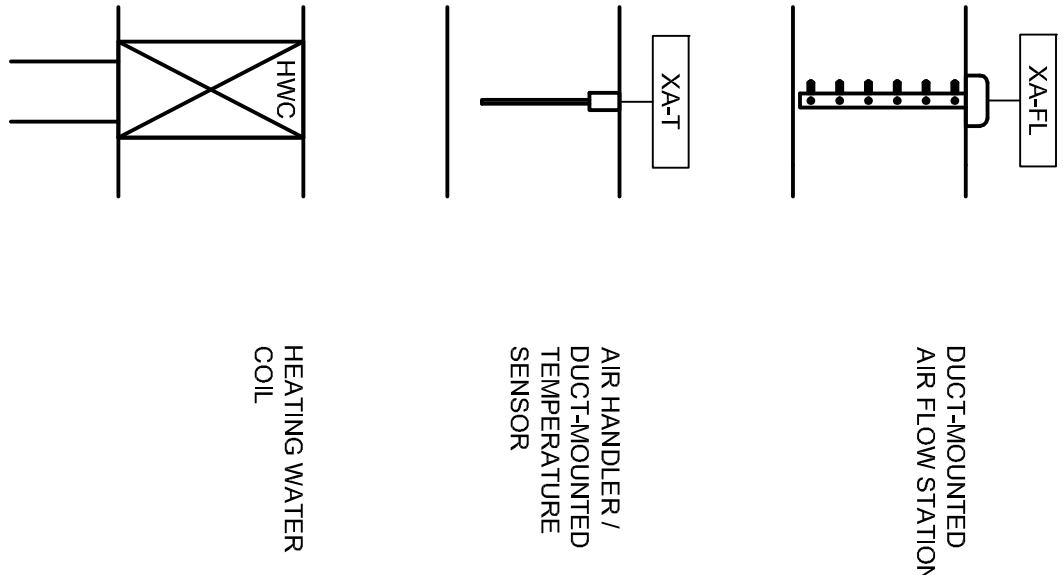 XA-FL
DUCT-MOUNTED
AIR FLOW STATION
XA-T
AIR HANDLER /
DUCT-MOUNTED
TEMPERATURE
SENSOR
HWC
HEATING WATER
COIL